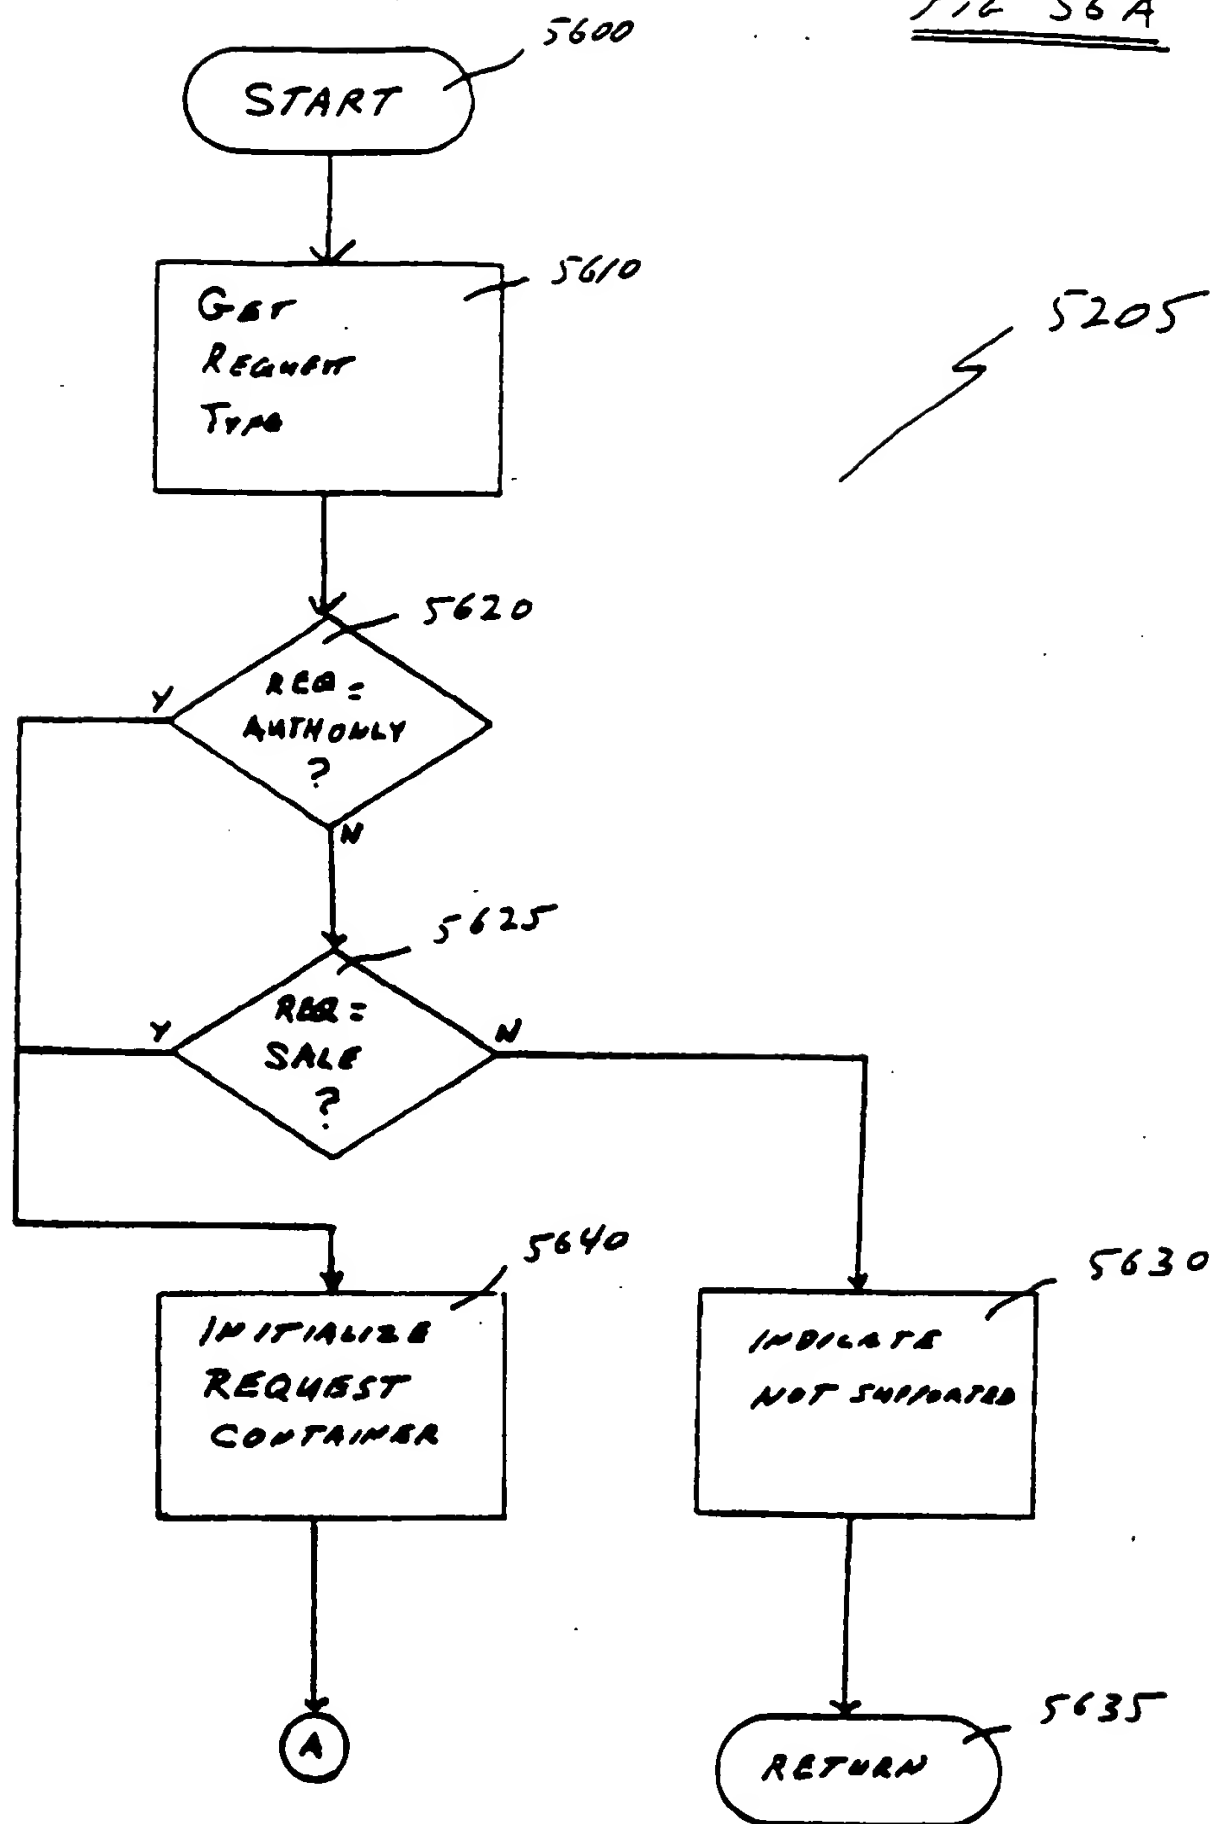 FIG 56A
5600
START
5610
GET
REQUEST
TYPE
5205
5620
REQ =
AUTHONLY
?
Y
N
5625
REQ =
SALE
?
Y
N
5640
INITIALIZE
REQUEST
CONTAINER
5630
INDICATE
NOT SUPPORTED
A
5635
RETURN